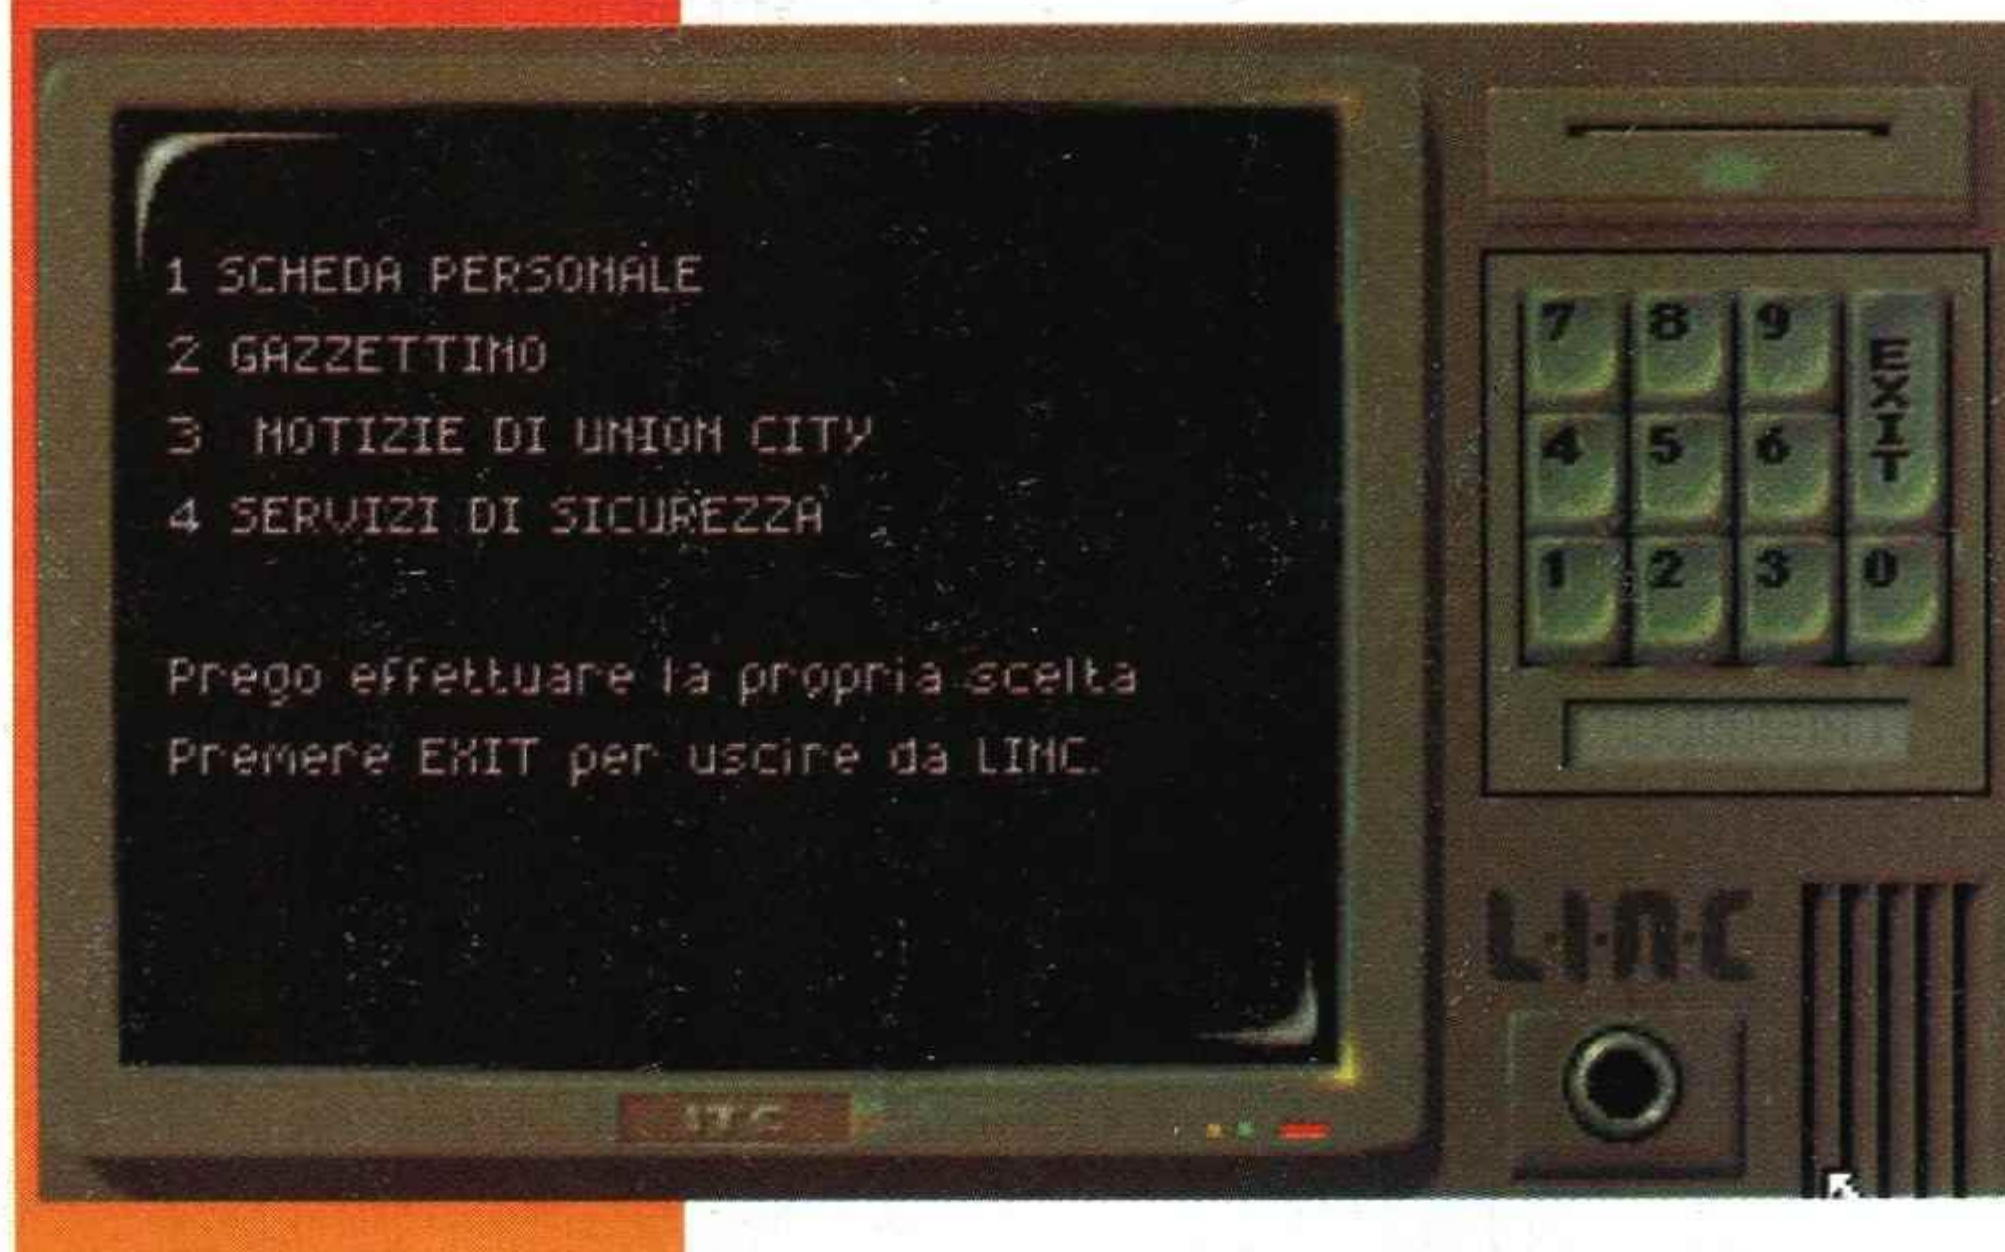 1 SCHEDA PERSONALE
2 GAZZETTINO
3 NOTIZIE DI UNION CITY
4 SERVIZI DI SICUREZZA
Prego effettuare la propria scelta
Premere EXIT per uscire da LINC.
7 8 9 EXIT
4 5 6
1 2 3 0
L·I·N·C